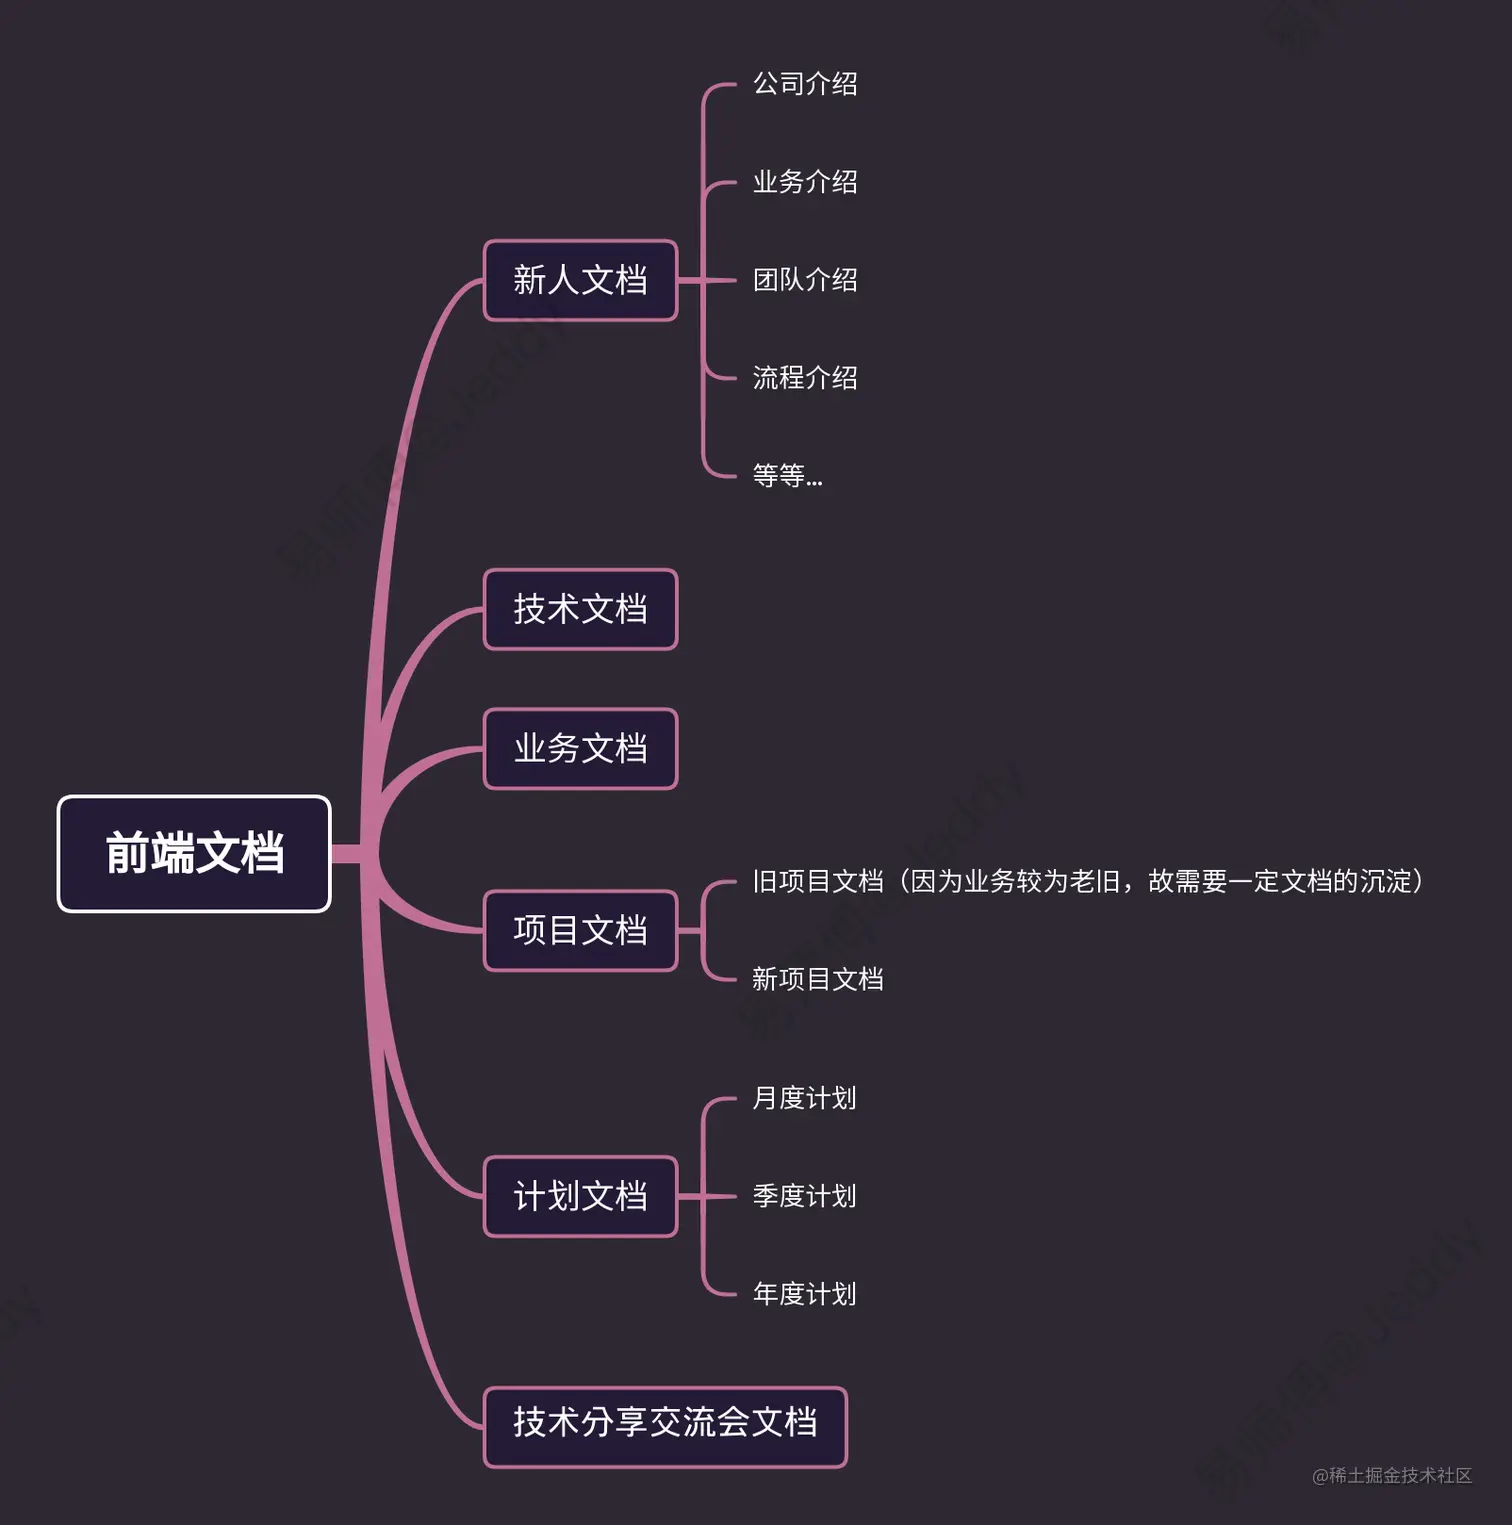 前端文档
新人文档
公司介绍
业务介绍
团队介绍
流程介绍
等等...
技术文档
业务文档
项目文档
旧项目文档（因为业务较为老旧，故需要一定文档的沉淀）
新项目文档
计划文档
月度计划
季度计划
年度计划
技术分享交流会文档
@稀土掘金技术社区